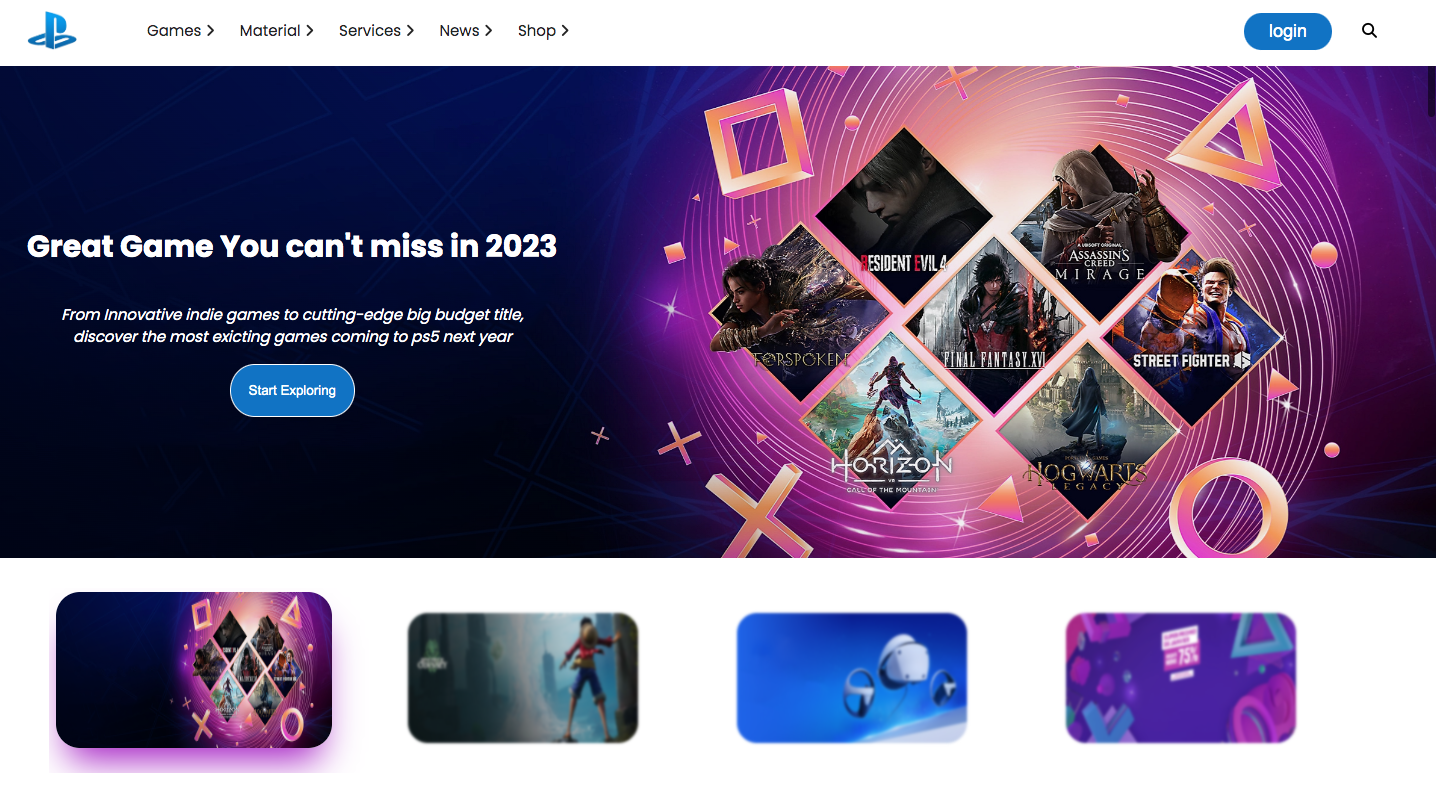 Games
Material
Services
News
Shop
login
Great Game You can't miss in 2023
From Innovative indie games to cutting-edge big budget title,
discover the most exicting games coming to ps5 next year
Start Exploring
RESIDENT EVIL 4
A UBISOFT ORIGINAL
ASSASSIN'S
CREED
MIRAGE
FORSPOKEN
FINAL FANTASY XVI
STREET FIGHTER 6
HORIZON
VR
CALL OF THE MOUNTAIN
HOGWARTS
LEGACY
75%